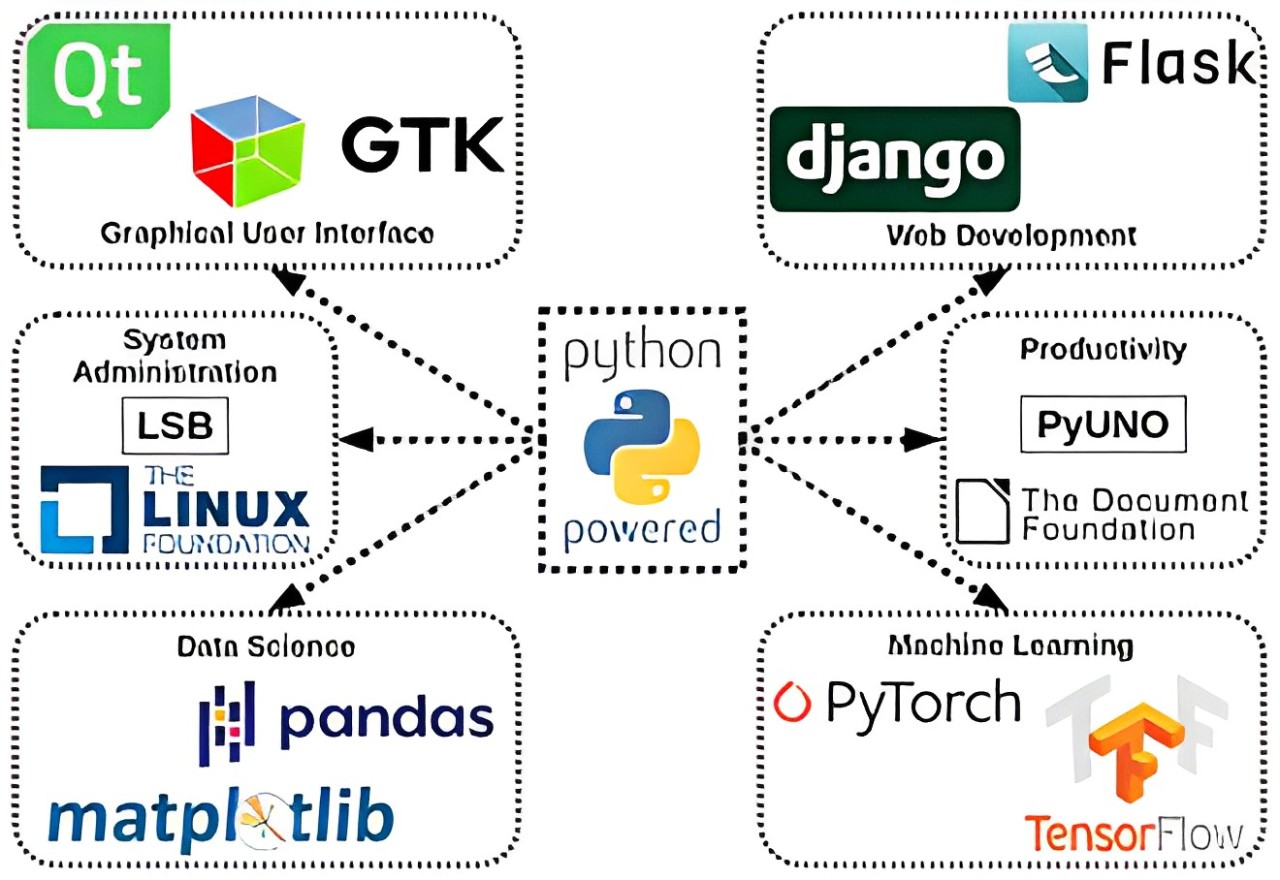 Qt
GTK
Graphical User Interface
Flask
django
Web Development
System
Administration
LSB
THE
LINUX
FOUNDATION
python
powered
Productivity
PyUNO
The Document
Foundation
Data Science
pandas
matplotlib
Machine Learning
PyTorch
TF
TensorFlow